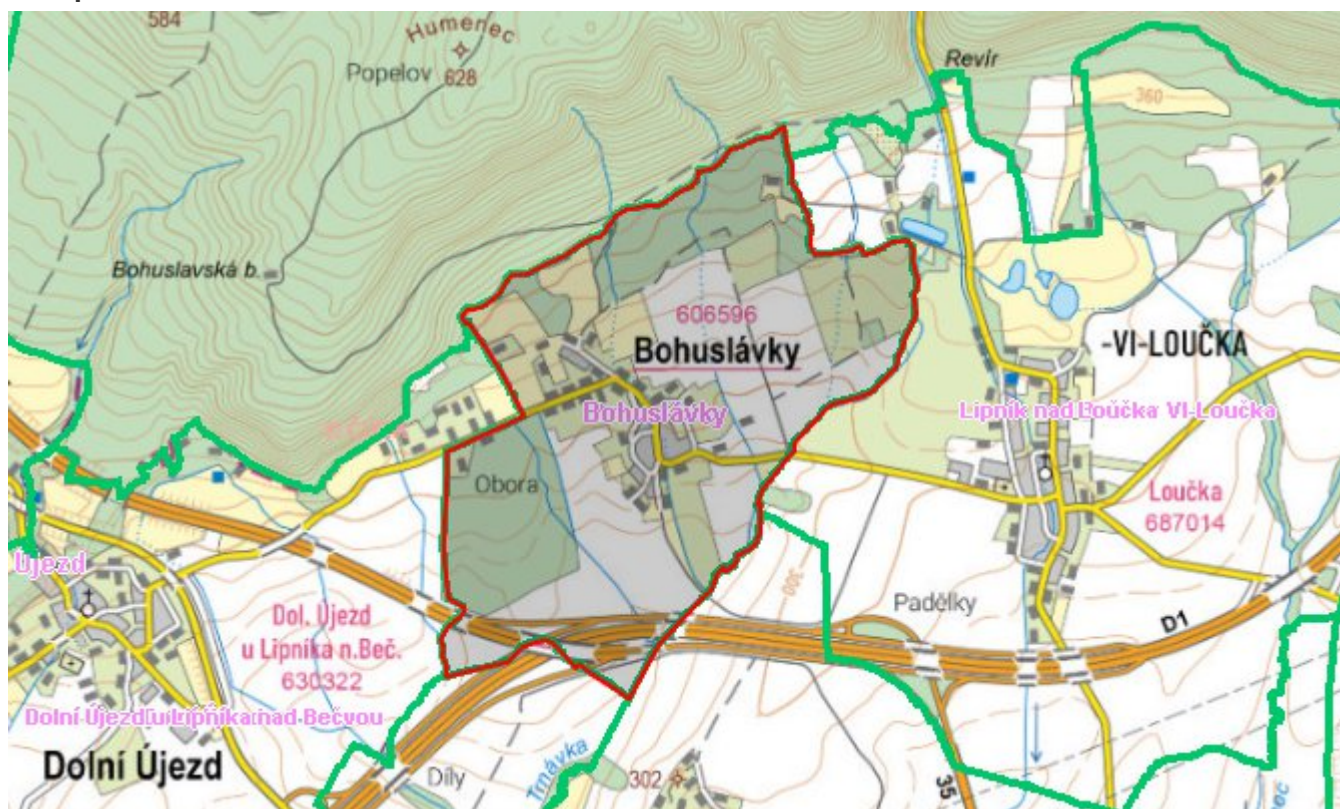 584
Humenec
Popelov
628
Revír
360
Bohuslavská b.
606596
Bohuslávky
-VI-LOUČKA
Bohuslávky
Lipník nad Loučka VI-Loučka
Obora
Loučka
687014
Újezd
300
Padělky
D1
Dol. Újezd
u Lipníka n.Beč.
630322
Dolní Újezd u Lipníka nad Bečvou
Dolní Újezd
Díly
Trnávka
302
35